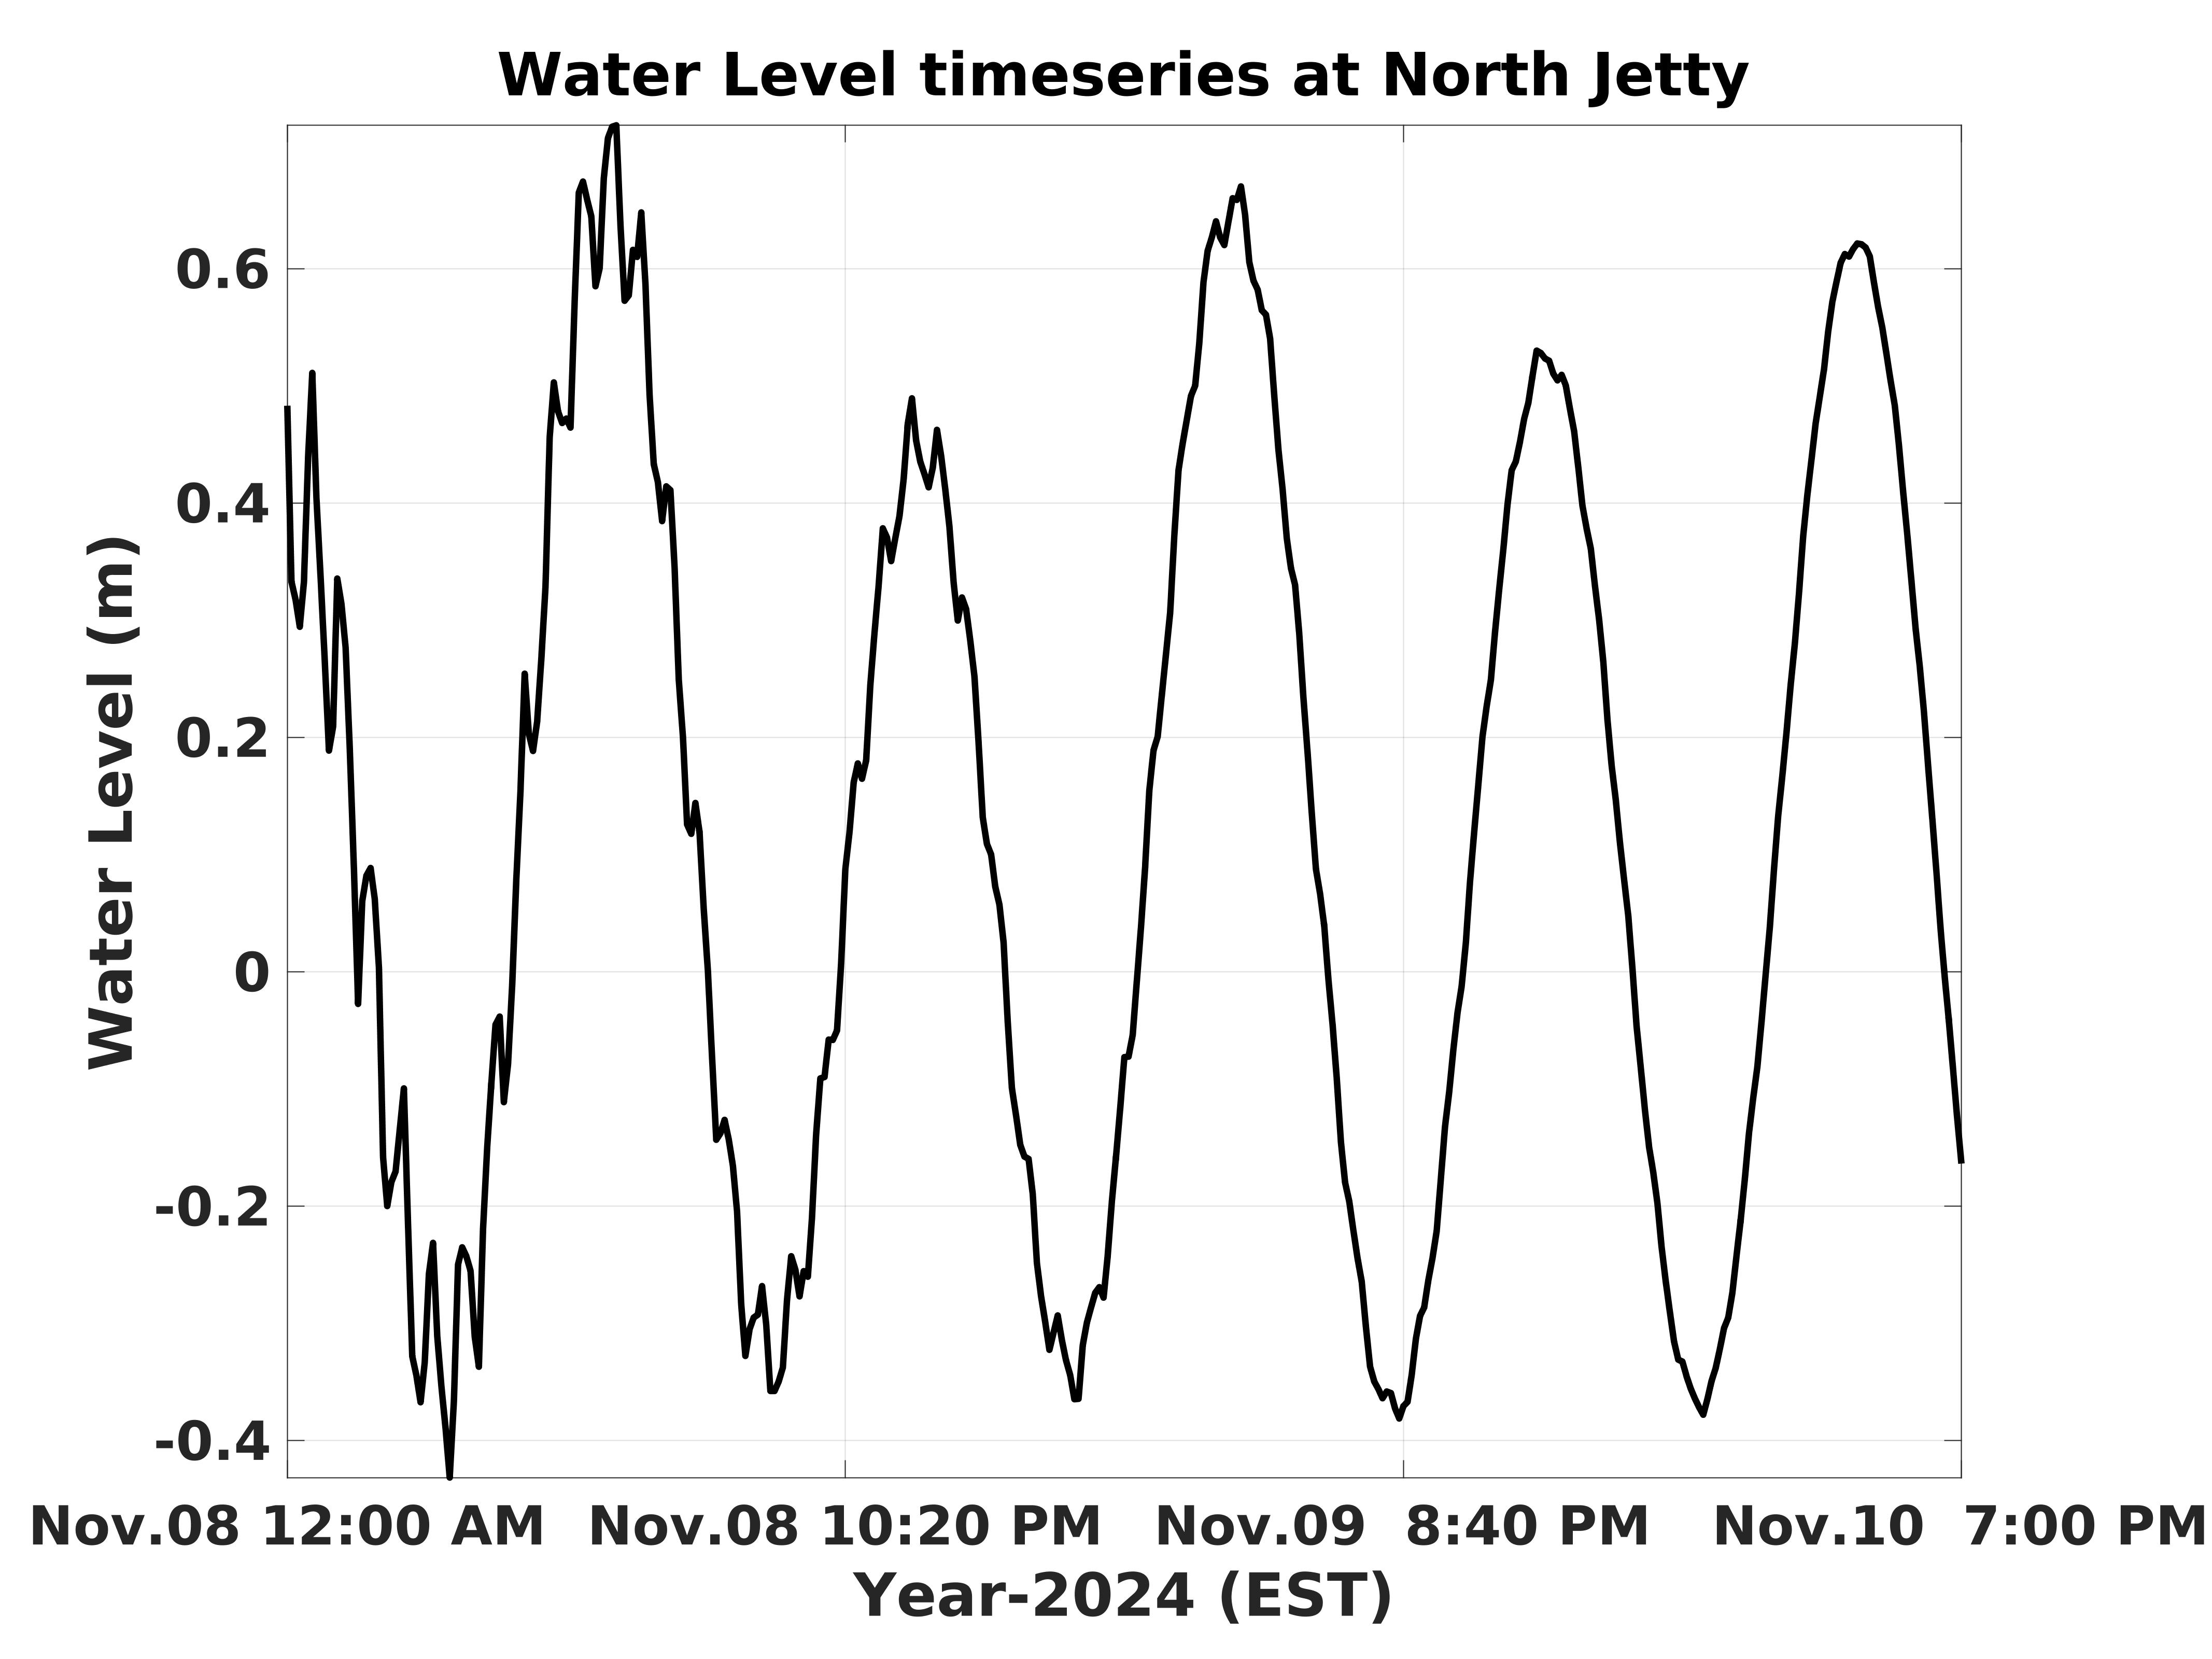 Water Level timeseries at North Jetty
Water Level (m)
0.6
0.4
0.2
0
-0.2
-0.4
Nov.08 12:00 AM Nov.08 10:20 PM Nov.09 8:40 PM Nov.10 7:00 PM
Year-2024 (EST)